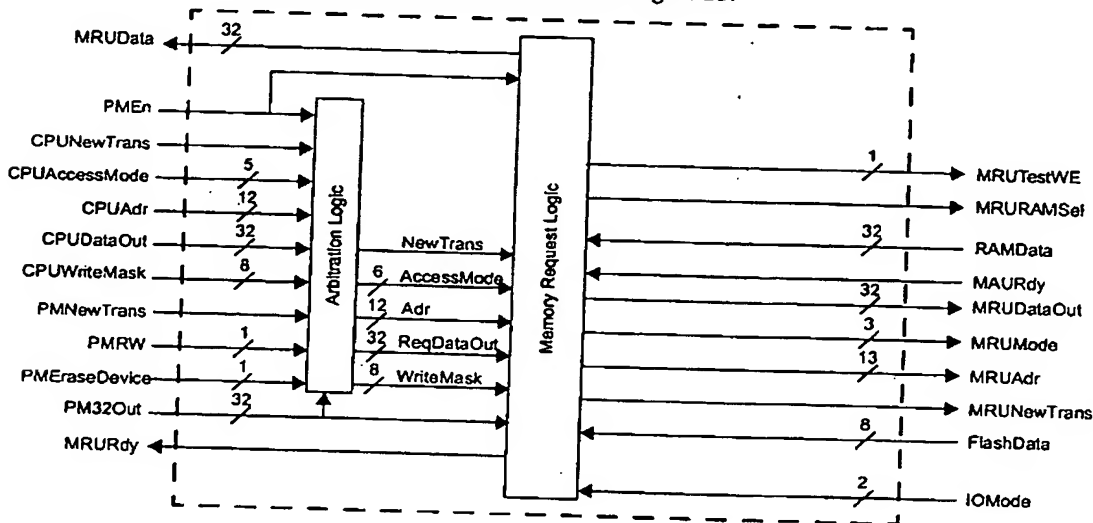 MRUData
32
PMEn
CPUNewTrans
CPUAccessMode
5
CPUAdr
12
CPUDataOut
32
CPUWriteMask
8
PMNewTrans
PMRW
1
PMEraseDevice
1
PM32Out
32
MRURdy
Arbitration Logic
NewTrans
6
AccessMode
12
Adr
32
ReqDataOut
8
WriteMask
Memory Request Logic
1
MRUTestWE
MRURAMSel
32
RAMData
MAURdy
32
MRUDataOut
3
MRUMode
13
MRUAdr
MRUNewTrans
8
FlashData
2
IOMode